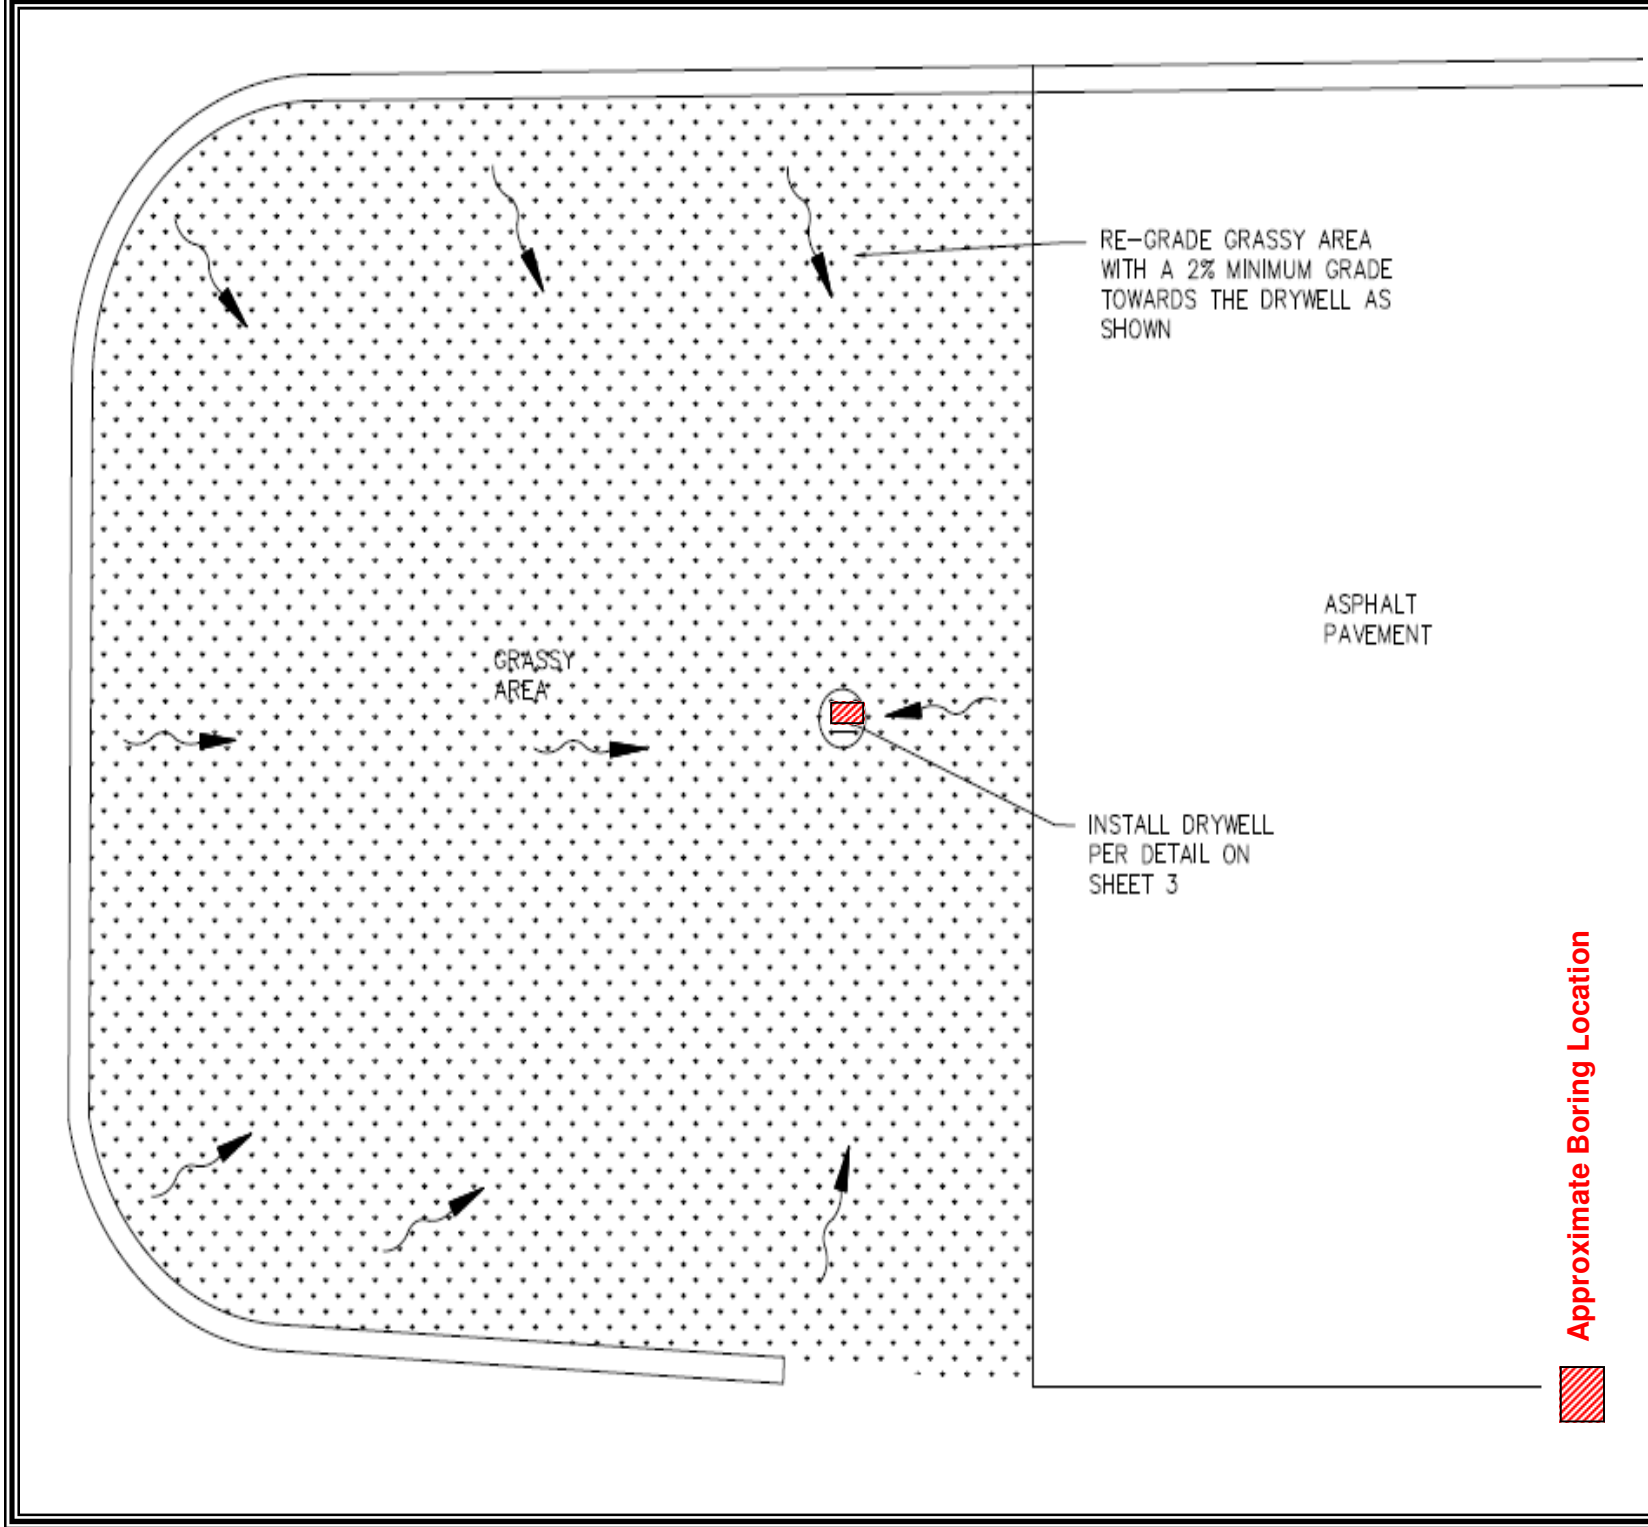 RE-GRADE GRASSY AREA
WITH A 2% MINIMUM GRADE
TOWARDS THE DRYWELL AS
SHOWN
ASPHALT
PAVEMENT
GRASSY
AREA
INSTALL DRYWELL
PER DETAIL ON
SHEET 3
Approximate Boring Location